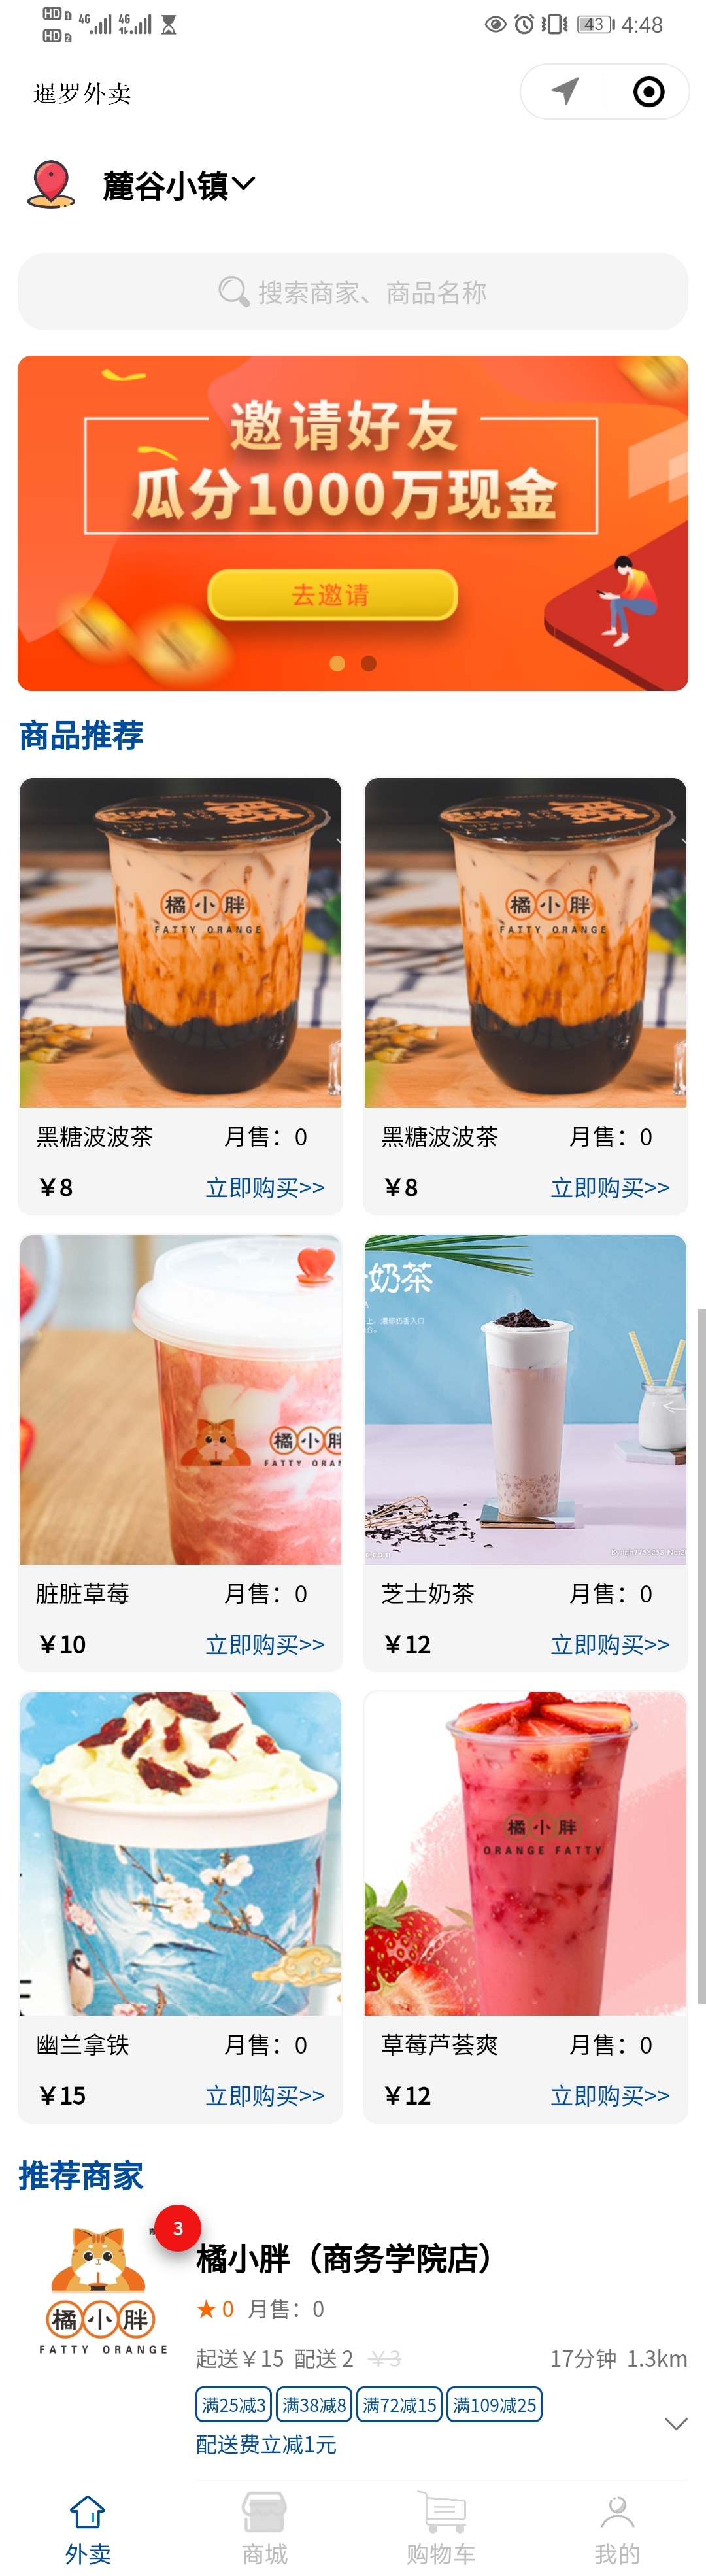 HD 1 4G 4G
HD 2
43 4:48
暹罗外卖
麓谷小镇
搜索商家、商品名称
邀请好友
瓜分1000万现金
去邀请
商品推荐
橘小胖
FATTY ORANGE
橘小胖
FATTY ORANGE
黑糖波波茶 月售：0
黑糖波波茶 月售：0
￥8 立即购买>>
￥8 立即购买>>
橘小胖
FATTY ORAN
奶茶
脏脏草莓 月售：0
芝士奶茶 月售：0
￥10 立即购买>>
￥12 立即购买>>
橘小胖
ORANGE FATTY
幽兰拿铁 月售：0
草莓芦荟爽 月售：0
￥15 立即购买>>
￥12 立即购买>>
推荐商家
3
橘小胖
FATTY ORANGE
橘小胖（商务学院店）
★ 0 月售：0
起送￥15 配送 2 ￥3 17分钟 1.3km
满25减3 满38减8 满72减15 满109减25
配送费立减1元
外卖 商城 购物车 我的